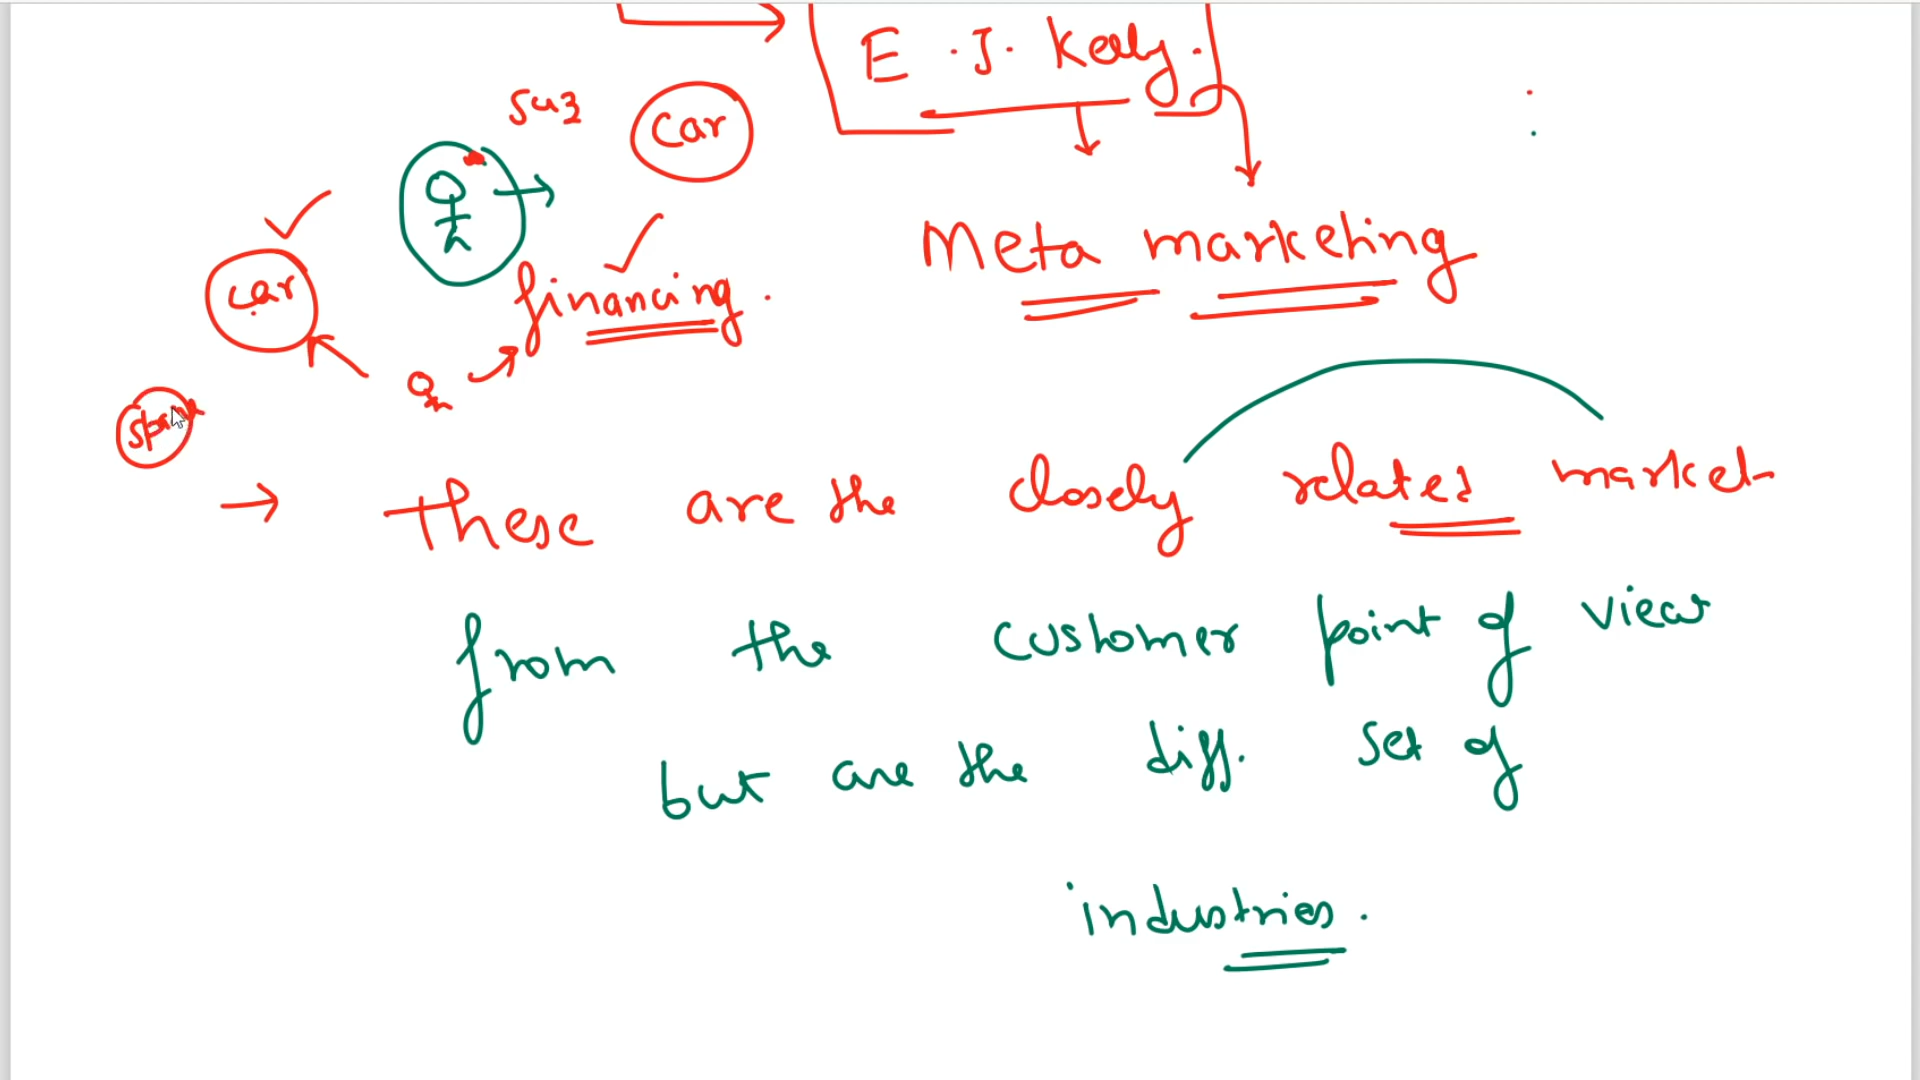 E. J. Kelly.
Suz
Car
Meta marketing
Car
financing.
These are the closely related market
from the customer point of view
but are the diff. set of
industries.